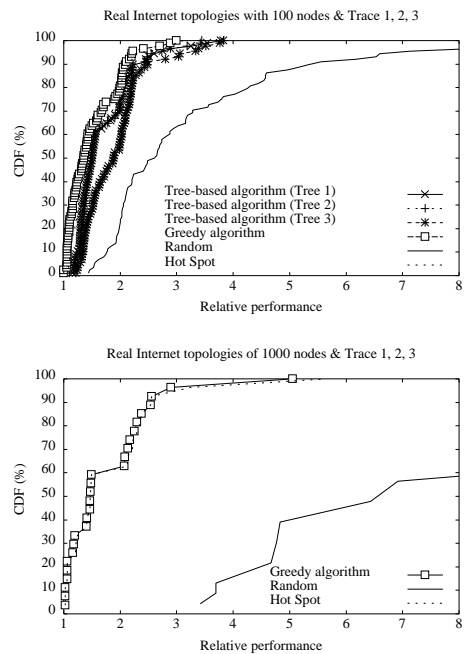 Real Internet topologies with 100 nodes & Trace 1, 2, 3
100
90
80
70
60
50
40
30
20
10
0
CDF (%)
Tree-based algorithm (Tree 1)
Tree-based algorithm (Tree 2)
Tree-based algorithm (Tree 3)
Greedy algorithm
Random
Hot Spot
1 2 3 4 5 6 7 8
Relative performance
Real Internet topologies of 1000 nodes & Trace 1, 2, 3
100
90
80
70
60
50
40
30
20
10
0
CDF (%)
Greedy algorithm
Random
Hot Spot
1 2 3 4 5 6 7 8
Relative performance